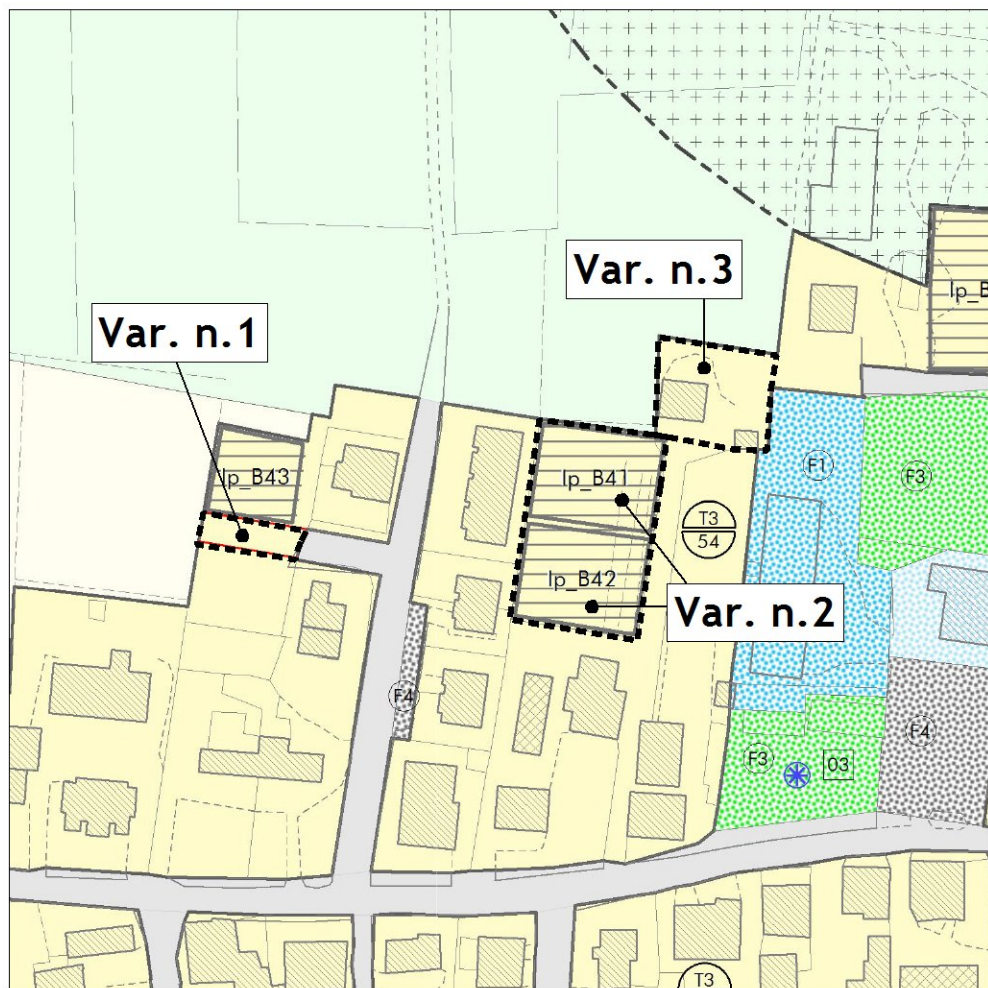 Var. n.3
Ip_B
Var. n.1
Ip_B43
Ip_B41
F1
F3
T3
54
Ip_B42
Var. n.2
F4
F4
F3
03
T3